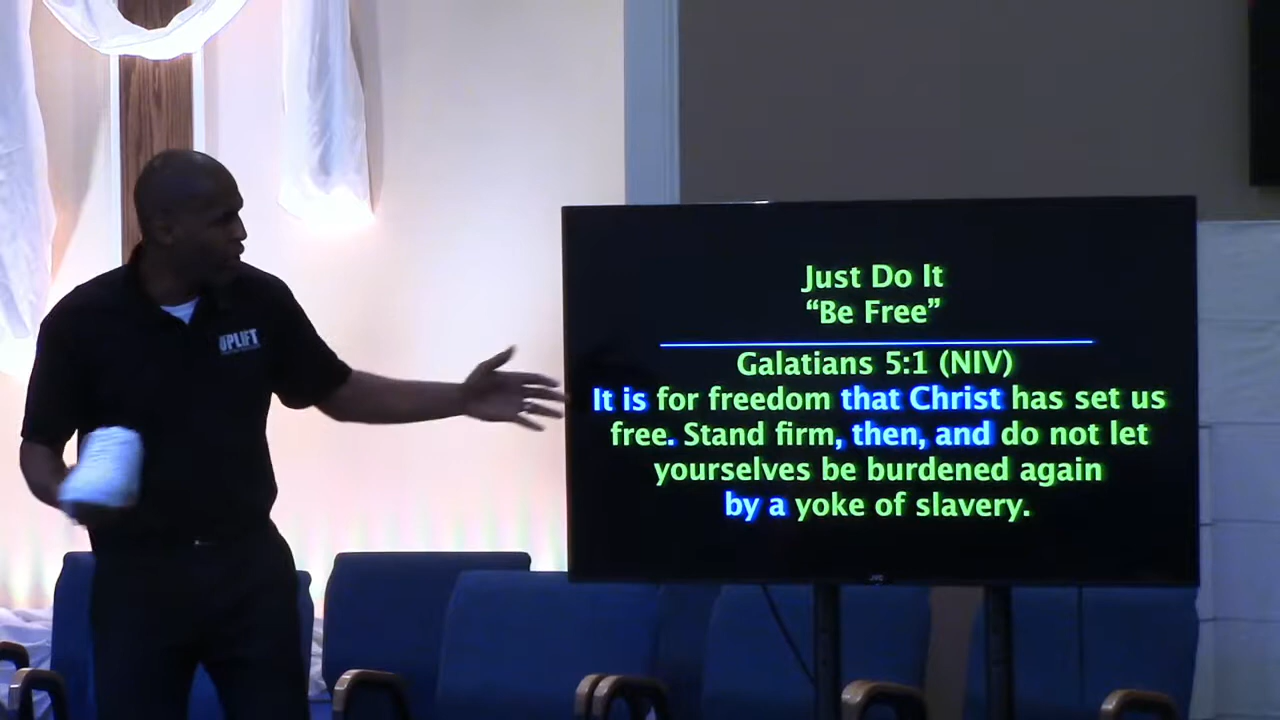 Just Do It
“Be Free”
Galatians 5:1 (NIV)
It is for freedom that Christ has set us
free. Stand firm, then, and do not let
yourselves be burdened again
by a yoke of slavery.
UPLIFT
JVC